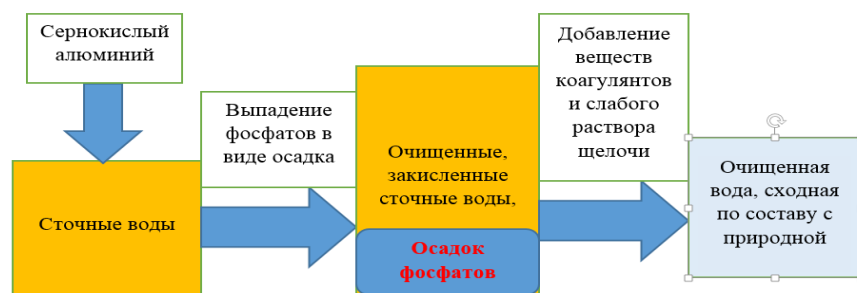 Сернокислый
алюминий
Сточные воды
Выпадение
фосфатов в
виде осадка
Очищенные,
закисленные
сточные воды,
Осадок
фосфатов
Добавление
веществ
коагулянтов
и слабого
раствора
щелочи
Очищенная
вода, сходная
по составу с
природной